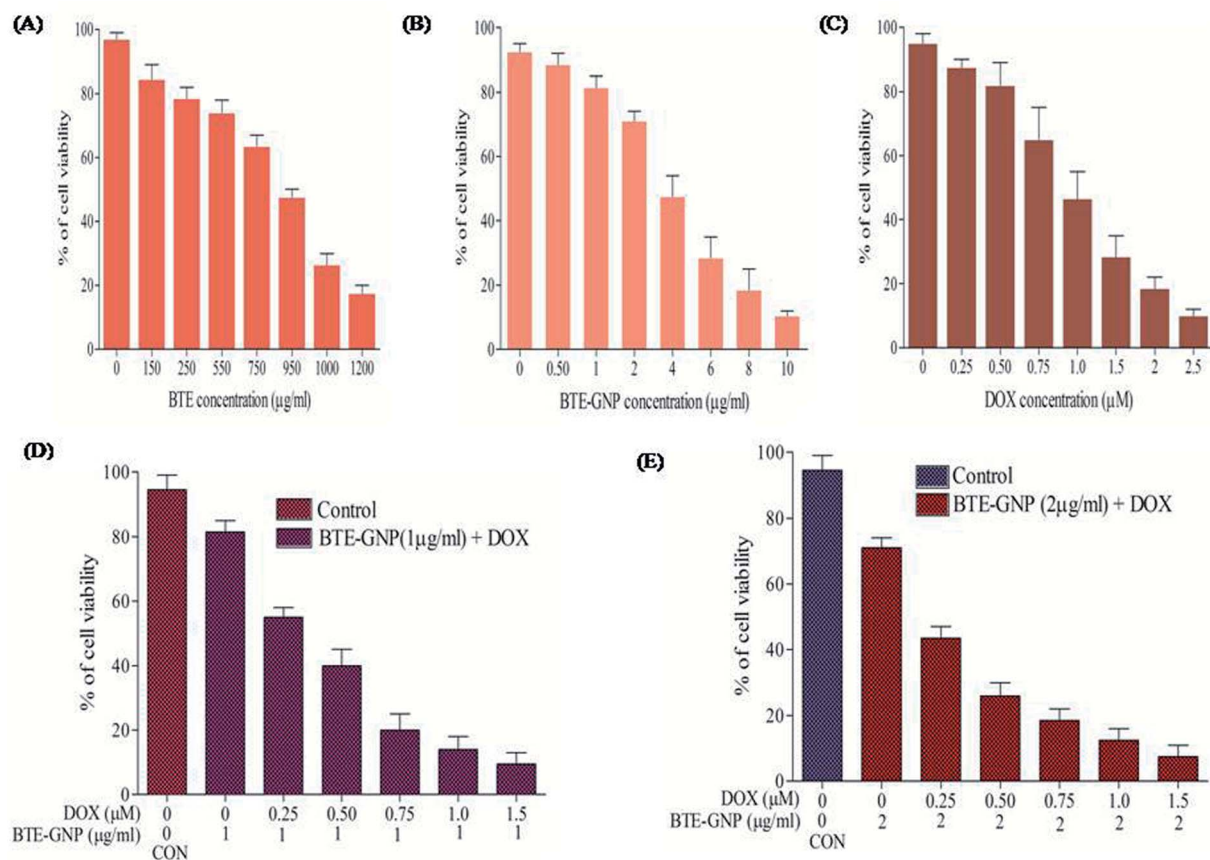 (A)
% of cell viability
100
80
60
40
20
0
0 150 250 550 750 950 1000 1200
BTE concentration (µg/ml)
(B)
% of cell viability
100
80
60
40
20
0
0 0.50 1 2 4 6 8 10
BTE-GNP concentration (µg/ml)
(C)
% of cell viability
100
80
60
40
20
0
0 0.25 0.50 0.75 1.0 1.5 2 2.5
DOX concentration (µM)
(D)
% of cell viability
100
80
60
40
20
0
Control
BTE-GNP(1µg/ml) + DOX
DOX (µM) 0 0 0.25 0.50 0.75 1.0 1.5
BTE-GNP (µg/ml) 0 1 1 1 1 1 1
CON
(E)
% of cell viability
100
80
60
40
20
0
Control
BTE-GNP (2µg/ml) + DOX
DOX (µM) 0 0 0.25 0.50 0.75 1.0 1.5
BTE-GNP (µg/ml) 0 2 2 2 2 2 2
CON